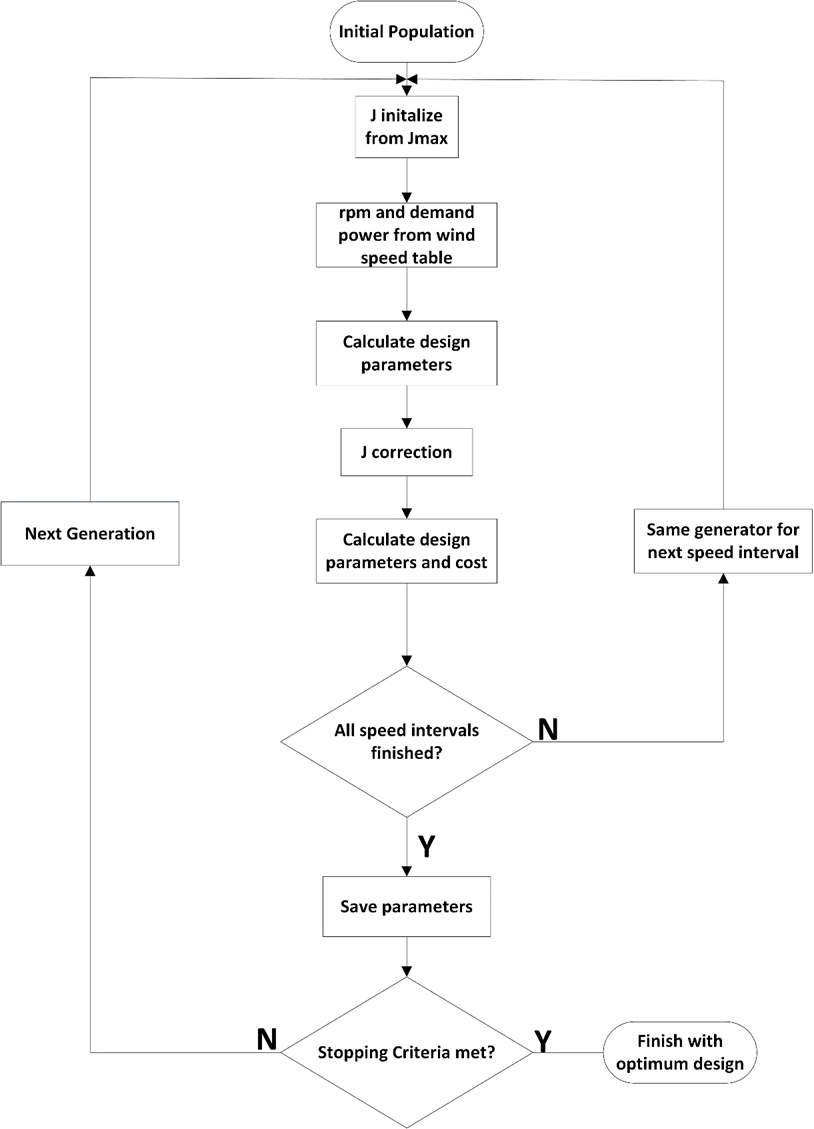 Initial Population
J initalize
from Jmax
rpm and demand
power from wind
speed table
Calculate design
parameters
J correction
Next Generation
Calculate design
parameters and cost
Same generator for
next speed interval
All speed intervals
finished?
N
Y
Save parameters
N
Stopping Criteria met?
Y
Finish with
optimum design